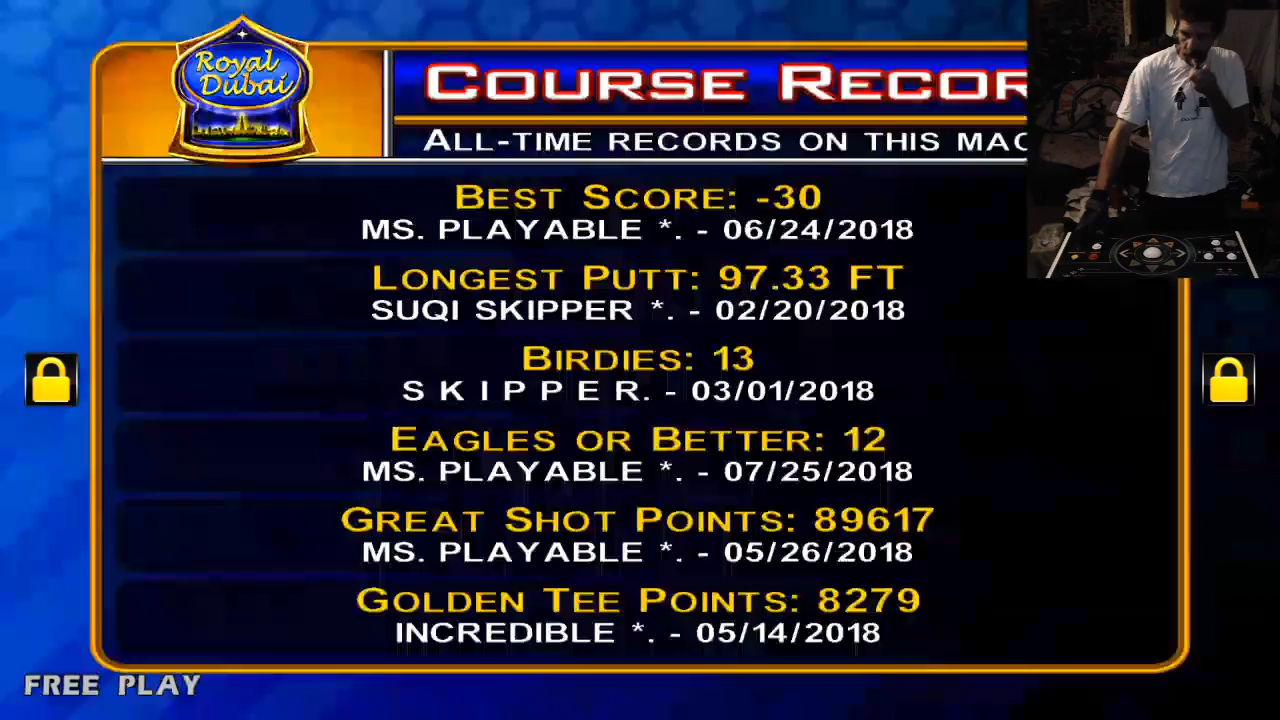 Royal
Dubai
COURSE RECOR
ALL-TIME RECORDS ON THIS MAC
BEST SCORE: -30
MS. PLAYABLE *. - 06/24/2018
LONGEST PUTT: 97.33 FT
SUQI SKIPPER *. - 02/20/2018
BIRDIES: 13
S K I P P E R. - 03/01/2018
EAGLES OR BETTER: 12
MS. PLAYABLE *. - 07/25/2018
GREAT SHOT POINTS: 89617
MS. PLAYABLE *. - 05/26/2018
GOLDEN TEE POINTS: 8279
INCREDIBLE *. - 05/14/2018
FREE PLAY